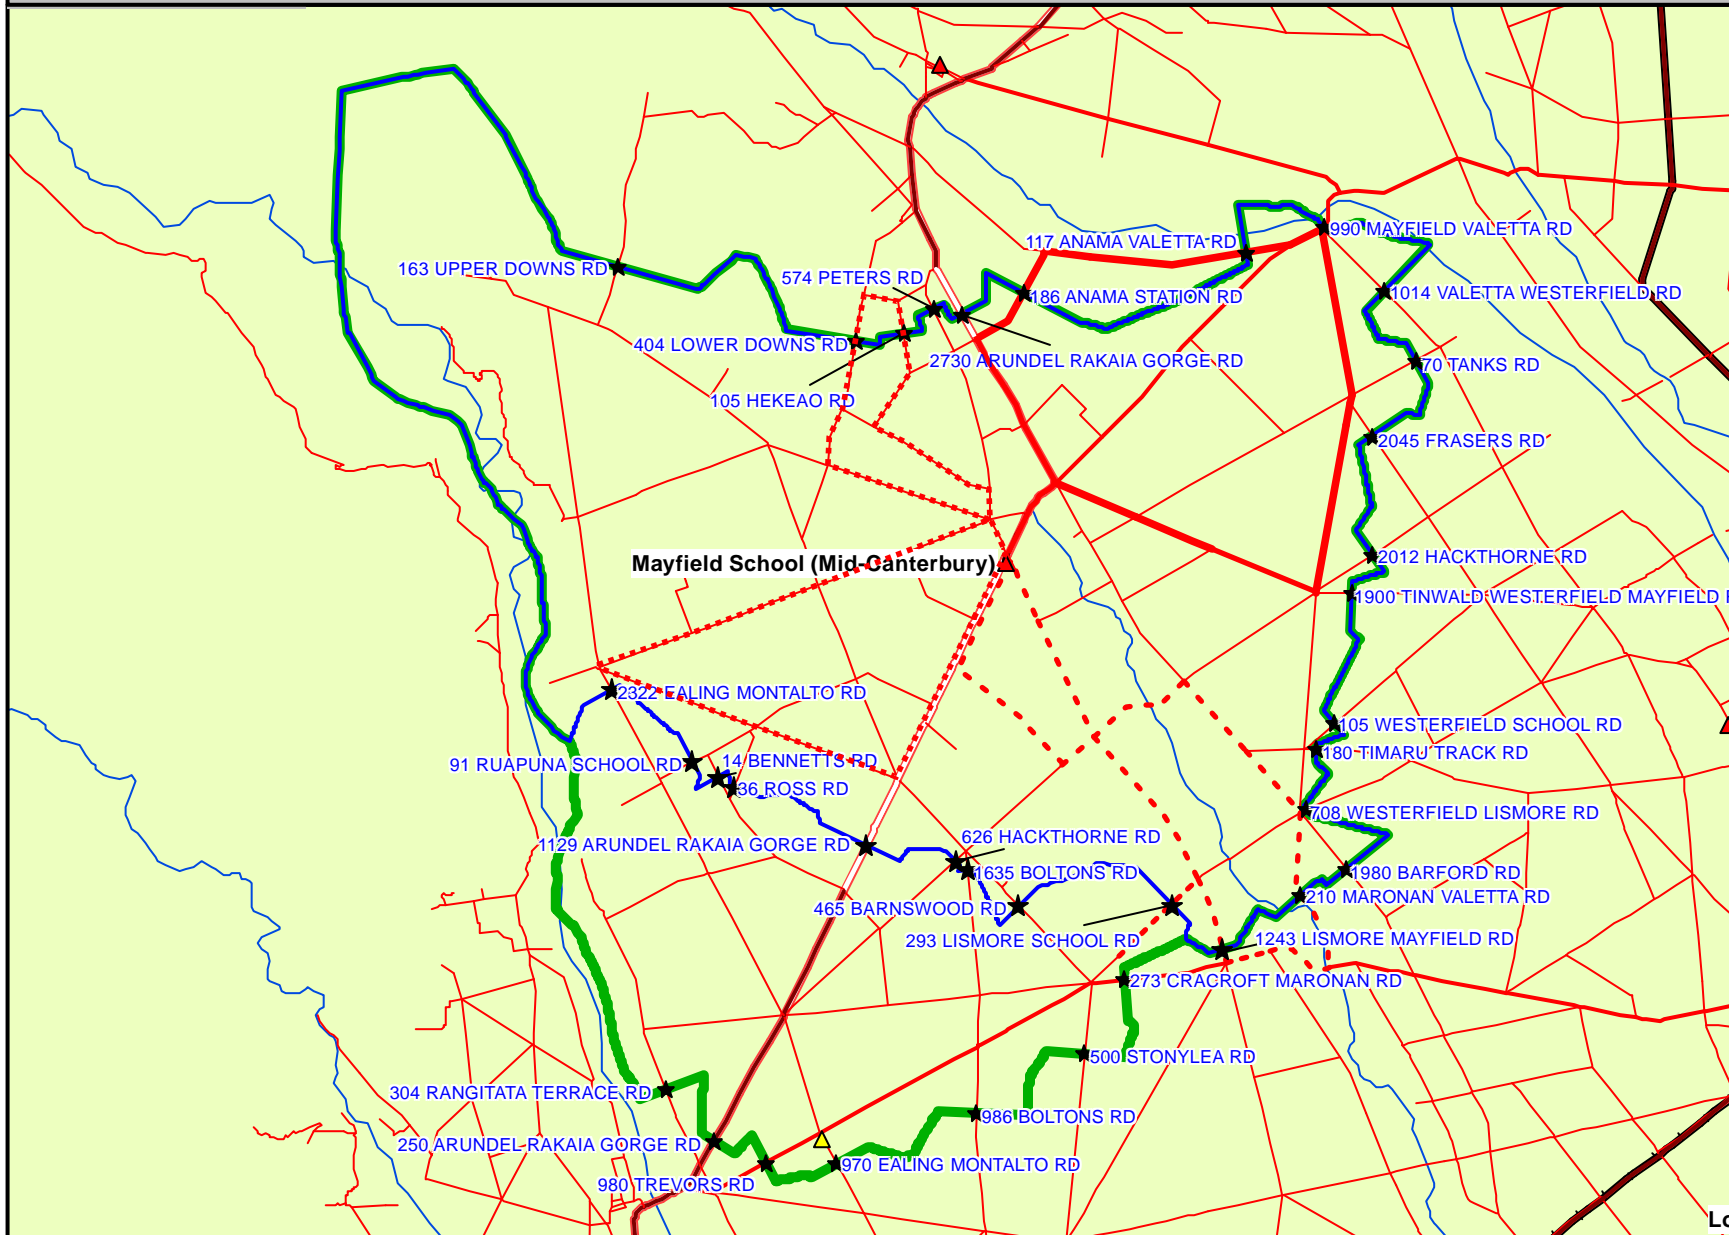 990 MAYFIELD VALETTA RD
117 ANAMA VALETTA RD
163 UPPER DOWNS RD
574 PETERS RD
186 ANAMA STATION RD
1014 VALETTA WESTERFIELD RD
404 LOWER DOWNS RD
2730 ARUNDEL RAKAIA GORGE RD
70 TANKS RD
105 HEKEAO RD
2045 FRASERS RD
2012 HACKTHORNE RD
Mayfield School (Mid-Canterbury)
1900 TINWALD WESTERFIELD MAYFIELD
2322 EALING MONTALTO RD
105 WESTERFIELD SCHOOL RD
180 TIMARU TRACK RD
91 RUAPUNA SCHOOL RD
14 BENNETTS RD
36 ROSS RD
708 WESTERFIELD LISMORE RD
626 HACKTHORNE RD
1129 ARUNDEL RAKAIA GORGE RD
1635 BOLTONS RD
1980 BARFORD RD
210 MARONAN VALETTA RD
465 BARNSWOOD RD
293 LISMORE SCHOOL RD
1243 LISMORE MAYFIELD RD
273 CRACROFT MARONAN RD
500 STONYLEA RD
304 RANGITATA TERRACE RD
986 BOLTONS RD
250 ARUNDEL RAKAIA GORGE RD
970 EALING MONTALTO RD
980 TREVORS RD